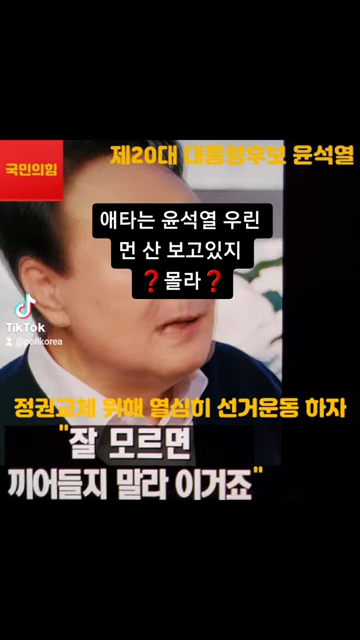 제20대 대통령후보 윤석열
국민의힘
애타는 윤석열 우린
먼 산 보고있지
❓몰라❓
TikTok
@polikorea
정권교체 위해 열심히 선거운동 하자
"잘 모르면
끼어들지 말라 이거죠"